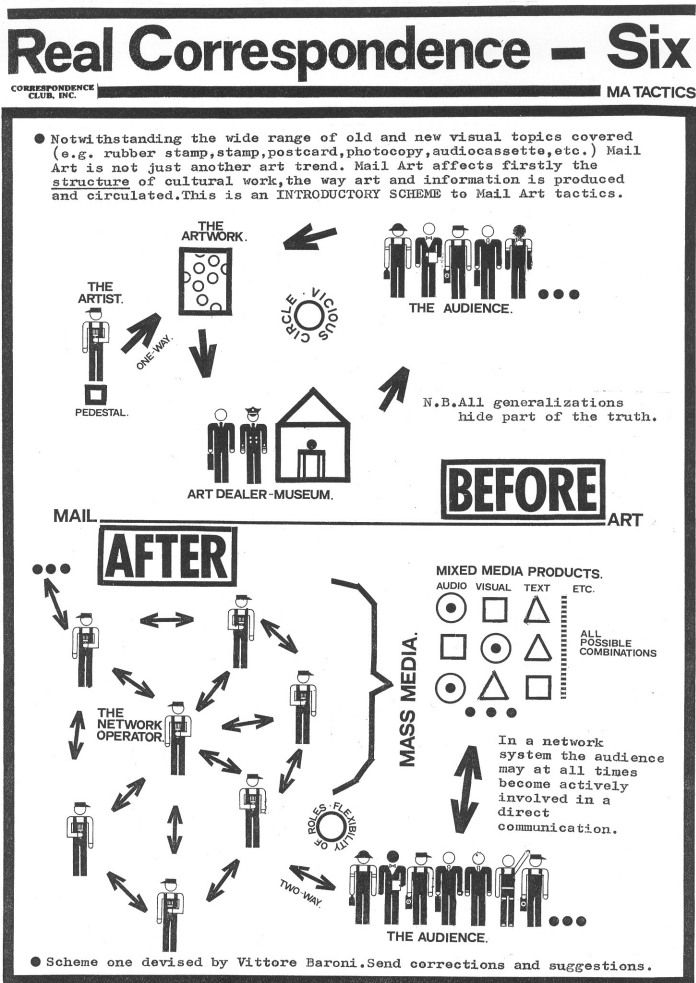 Real Correspondence – Six
CORRESPONDENCE
CLUB, INC.
MA TACTICS
● Notwithstanding the wide range of old and new visual topics covered
(e.g. rubber stamp,stamp,postcard,photocopy,audiocassette,etc.) Mail
Art is not just another art trend. Mail Art affects firstly the
structure of cultural work,the way art and information is produced
and circulated.This is an INTRODUCTORY SCHEME to Mail Art tactics.
THE
ARTWORK.
THE
ARTIST.
ONE-WAY.
PEDESTAL.
VICIOUS CIRCLE
THE AUDIENCE.
N.B.All generalizations
hide part of the truth.
ART DEALER-MUSEUM.
BEFORE
MAIL
ART
AFTER
THE
NETWORK
OPERATOR.
MASS MEDIA.
MIXED MEDIA PRODUCTS.
AUDIO VISUAL TEXT ETC.
ALL
POSSIBLE
COMBINATIONS
In a network
system the audience
may at all times
become actively
involved in a
direct
communication.
FLEXIBILITY OF ROLES
TWO-WAY.
THE AUDIENCE.
● Scheme one devised by Vittore Baroni.Send corrections and suggestions.